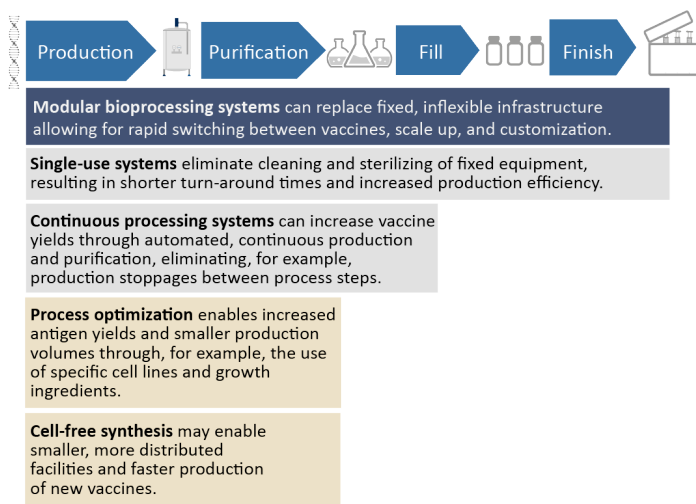 Production
Purification
Fill
Finish
Modular bioprocessing systems can replace fixed, inflexible infrastructure
allowing for rapid switching between vaccines, scale up, and customization.
Single-use systems eliminate cleaning and sterilizing of fixed equipment,
resulting in shorter turn-around times and increased production efficiency.
Continuous processing systems can increase vaccine
yields through automated, continuous production
and purification, eliminating, for example,
production stoppages between process steps.
Process optimization enables increased
antigen yields and smaller production
volumes through, for example, the use
of specific cell lines and growth
ingredients.
Cell-free synthesis may enable
smaller, more distributed
facilities and faster production
of new vaccines.